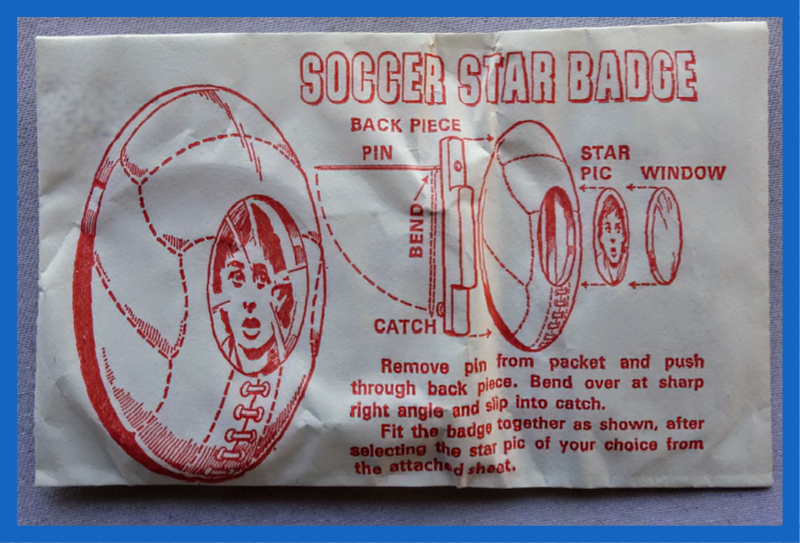 SOCCER STAR BADGE
BACK PIECE
PIN
BEND
CATCH
STAR
PIC
WINDOW
Remove pin from packet and push
through back piece. Bend over at sharp
right angle and slip into catch.
Fit the badge together as shown, after
selecting the star pic of your choice from
the attached sheet.